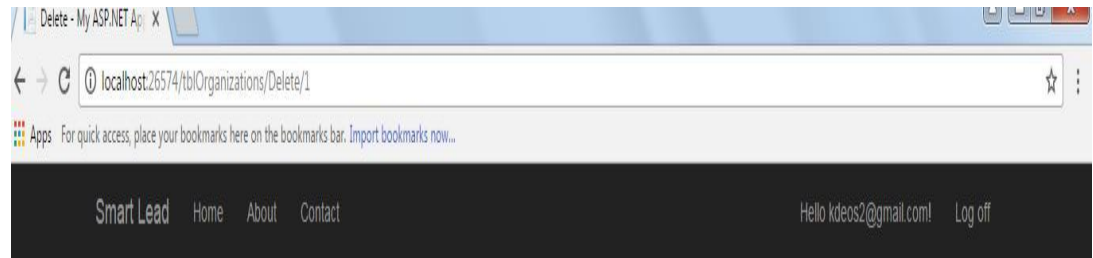 Delete - My ASP.NET Ap
localhost:26574/tblOrganizations/Delete/1
Apps For quick access, place your bookmarks here on the bookmarks bar. Import bookmarks now...
Smart Lead Home About Contact Hello kdeos2@gmail.com! Log off